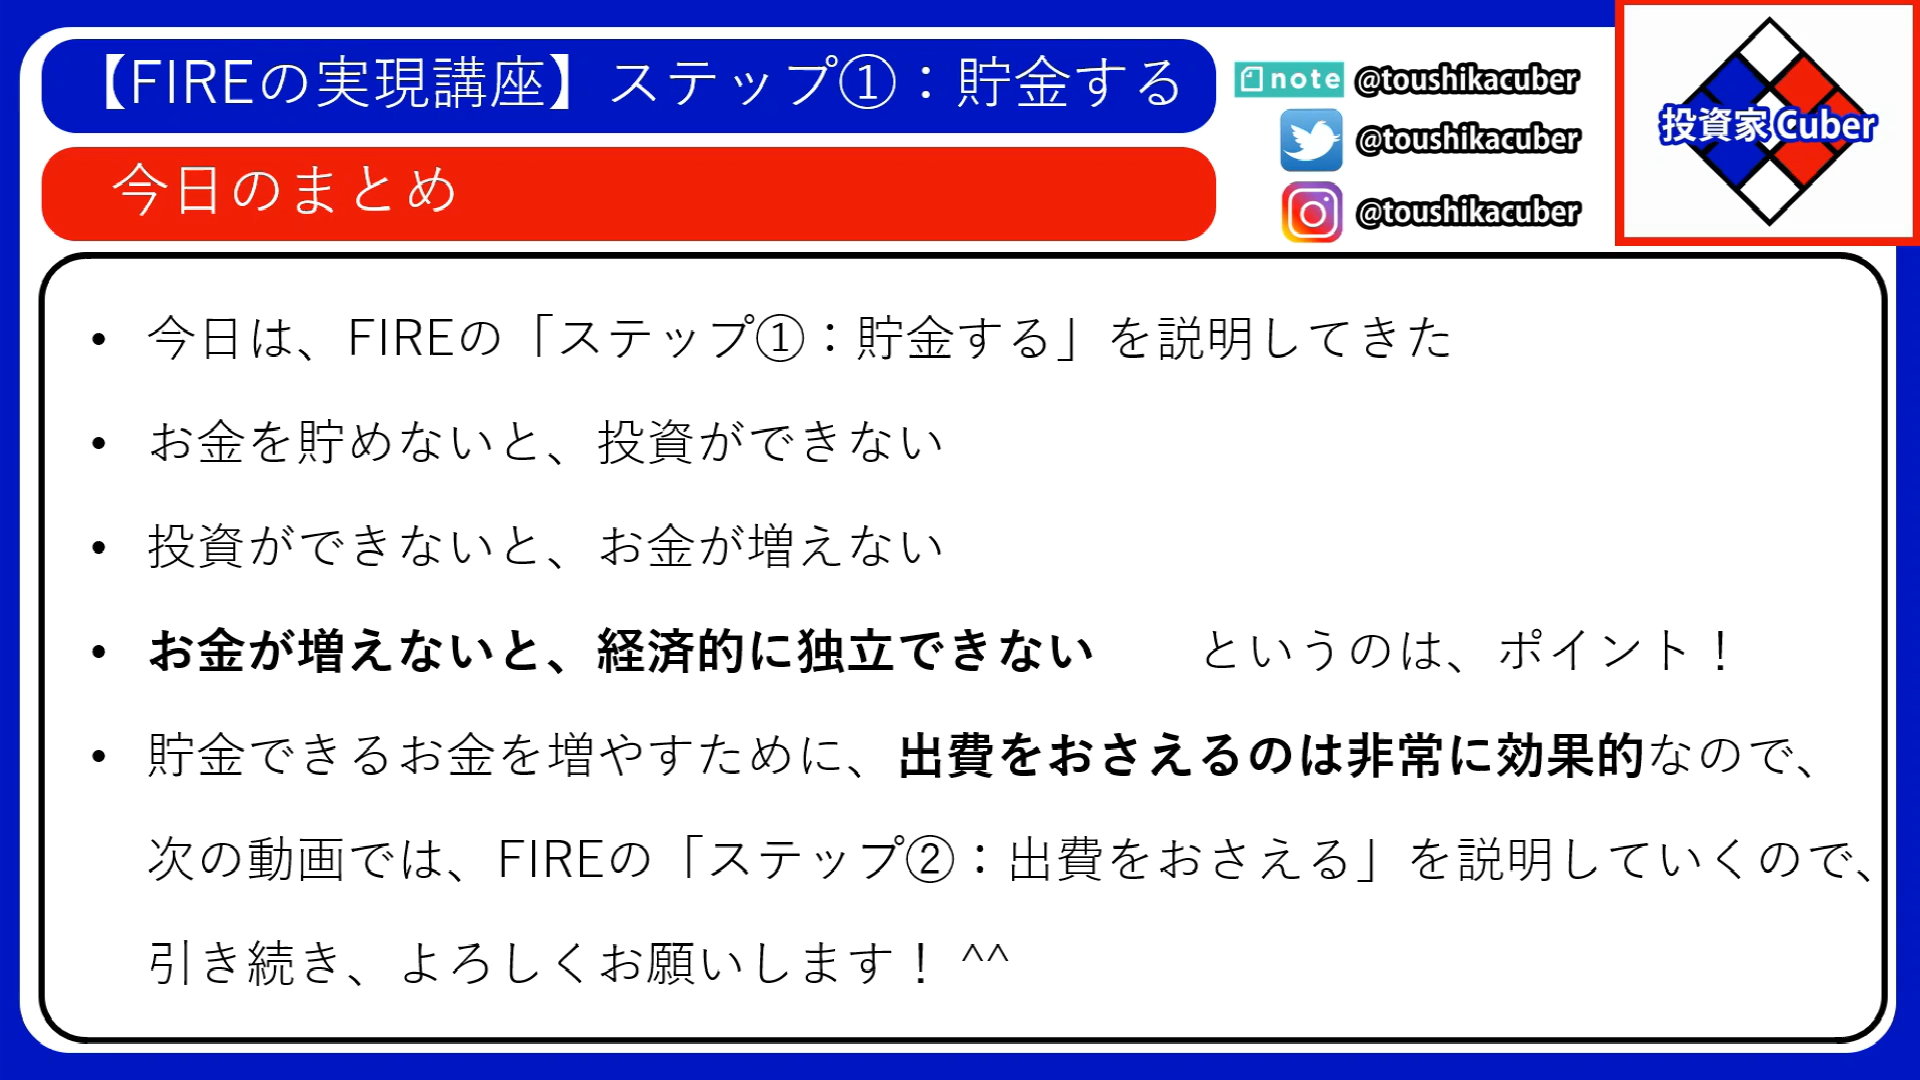 【FIREの実現講座】ステップ①：貯金する
今日のまとめ
note @toushikacuber
@toushikacuber
@toushikacuber
投資家 Cuber
• 今日は、FIREの「ステップ①：貯金する」を説明してきた
• お金を貯めないと、投資ができない
• 投資ができないと、お金が増えない
• お金が増えないと、経済的に独立できない　　というのは、ポイント！
• 貯金できるお金を増やすために、出費をおさえるのは非常に効果的なので、
次の動画では、FIREの「ステップ②：出費をおさえる」を説明していくので、
引き続き、よろしくお願いします！ ^^